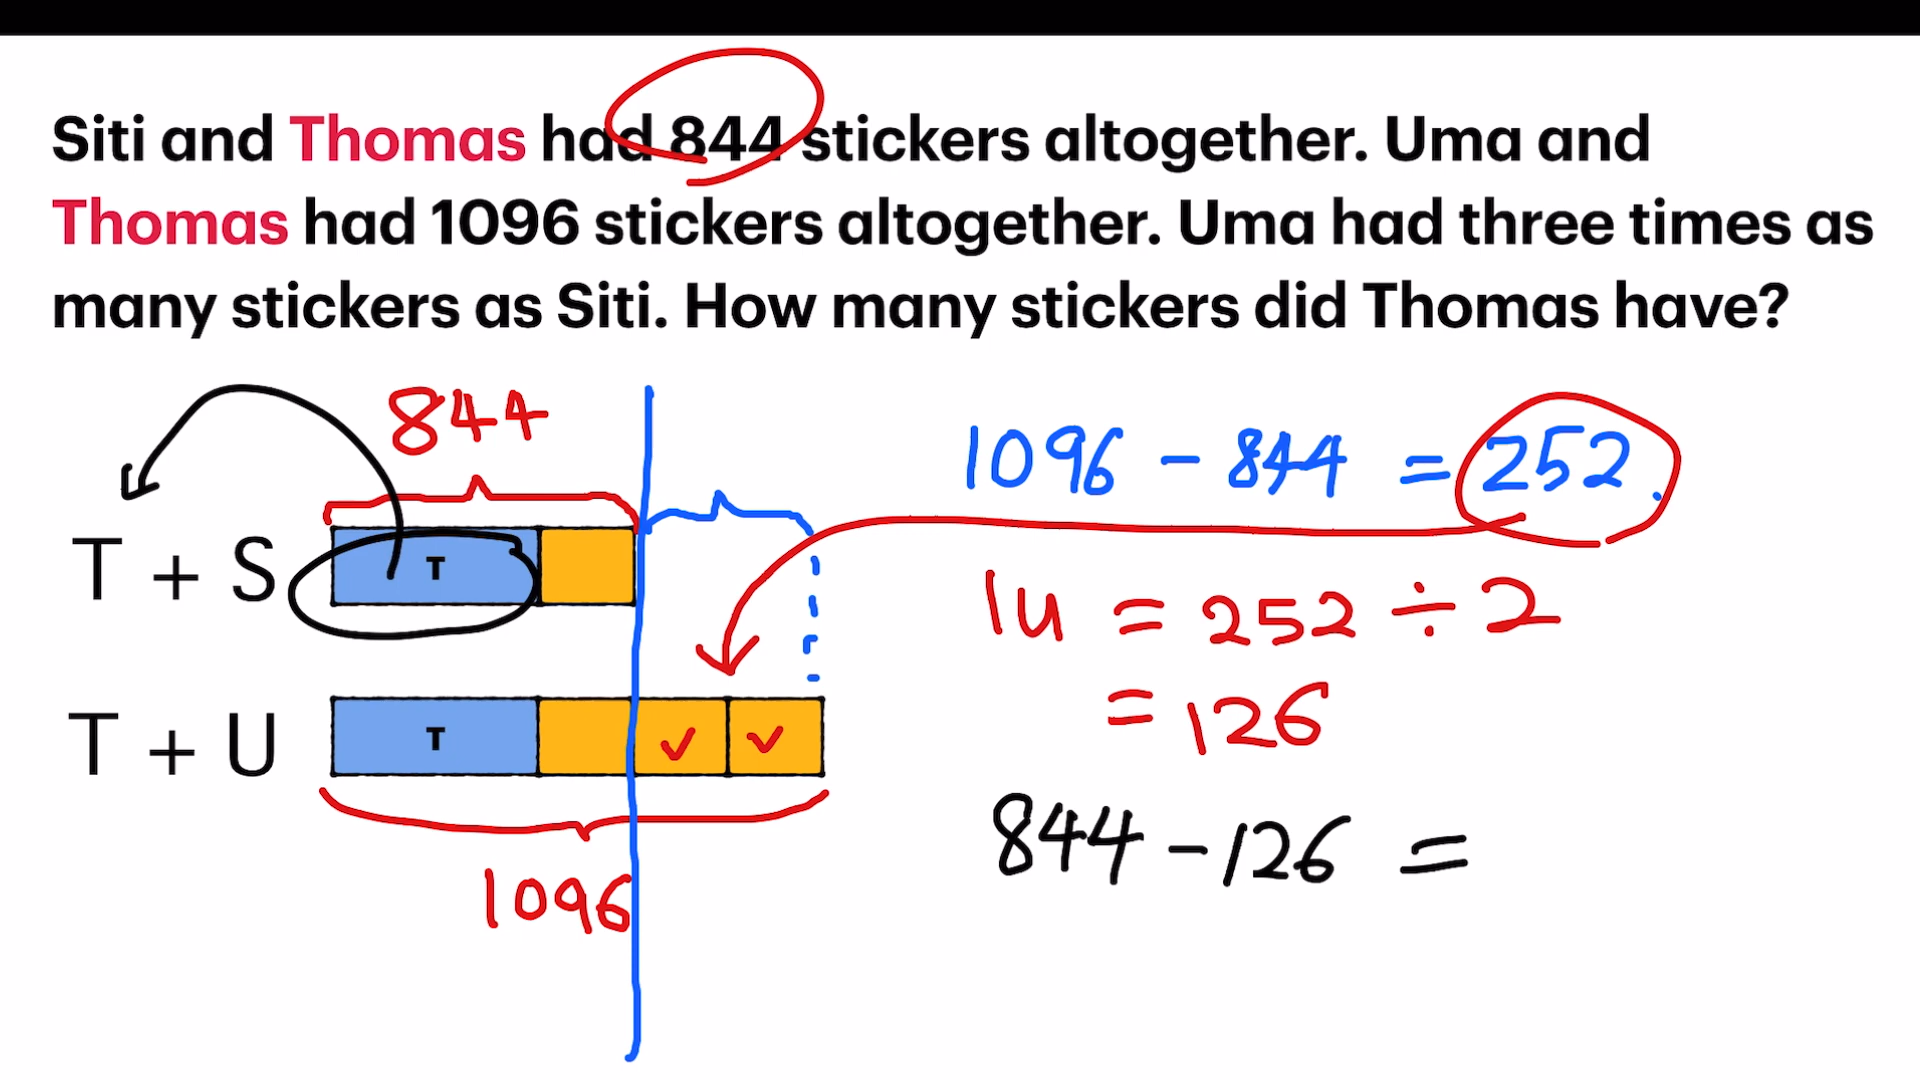 Siti and Thomas had 844 stickers altogether. Uma and
Thomas had 1096 stickers altogether. Uma had three times as
many stickers as Siti. How many stickers did Thomas have?
844
1096 - 844 = 252.
T + S
T
1u = 252 ÷ 2
= 126
T + U
T
844 - 126 =
1096